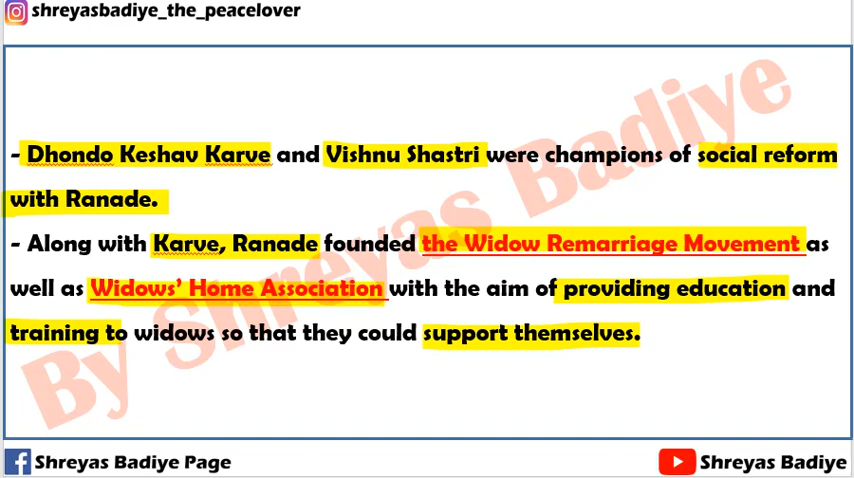 shreyasbadiye_the_peacelover
- Dhondo Keshav Karve and Vishnu Shastri were champions of social reform
with Ranade.
- Along with Karve, Ranade founded the Widow Remarriage Movement as
well as Widows’ Home Association with the aim of providing education and
training to widows so that they could support themselves.
By Shreyas Badiye
Shreyas Badiye Page
Shreyas Badiye